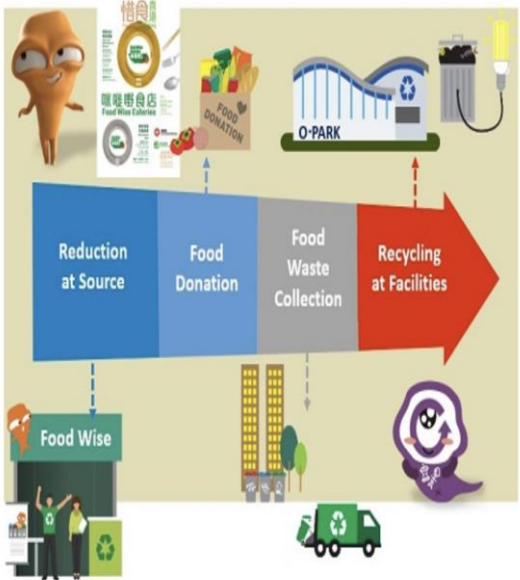 惜食
嘥嘥嘢食店
Food Wise Eateries
FOOD
DONATION
O-PARK
Reduction
at Source
Food
Donation
Food
Waste
Collection
Recycling
at Facilities
Food Wise